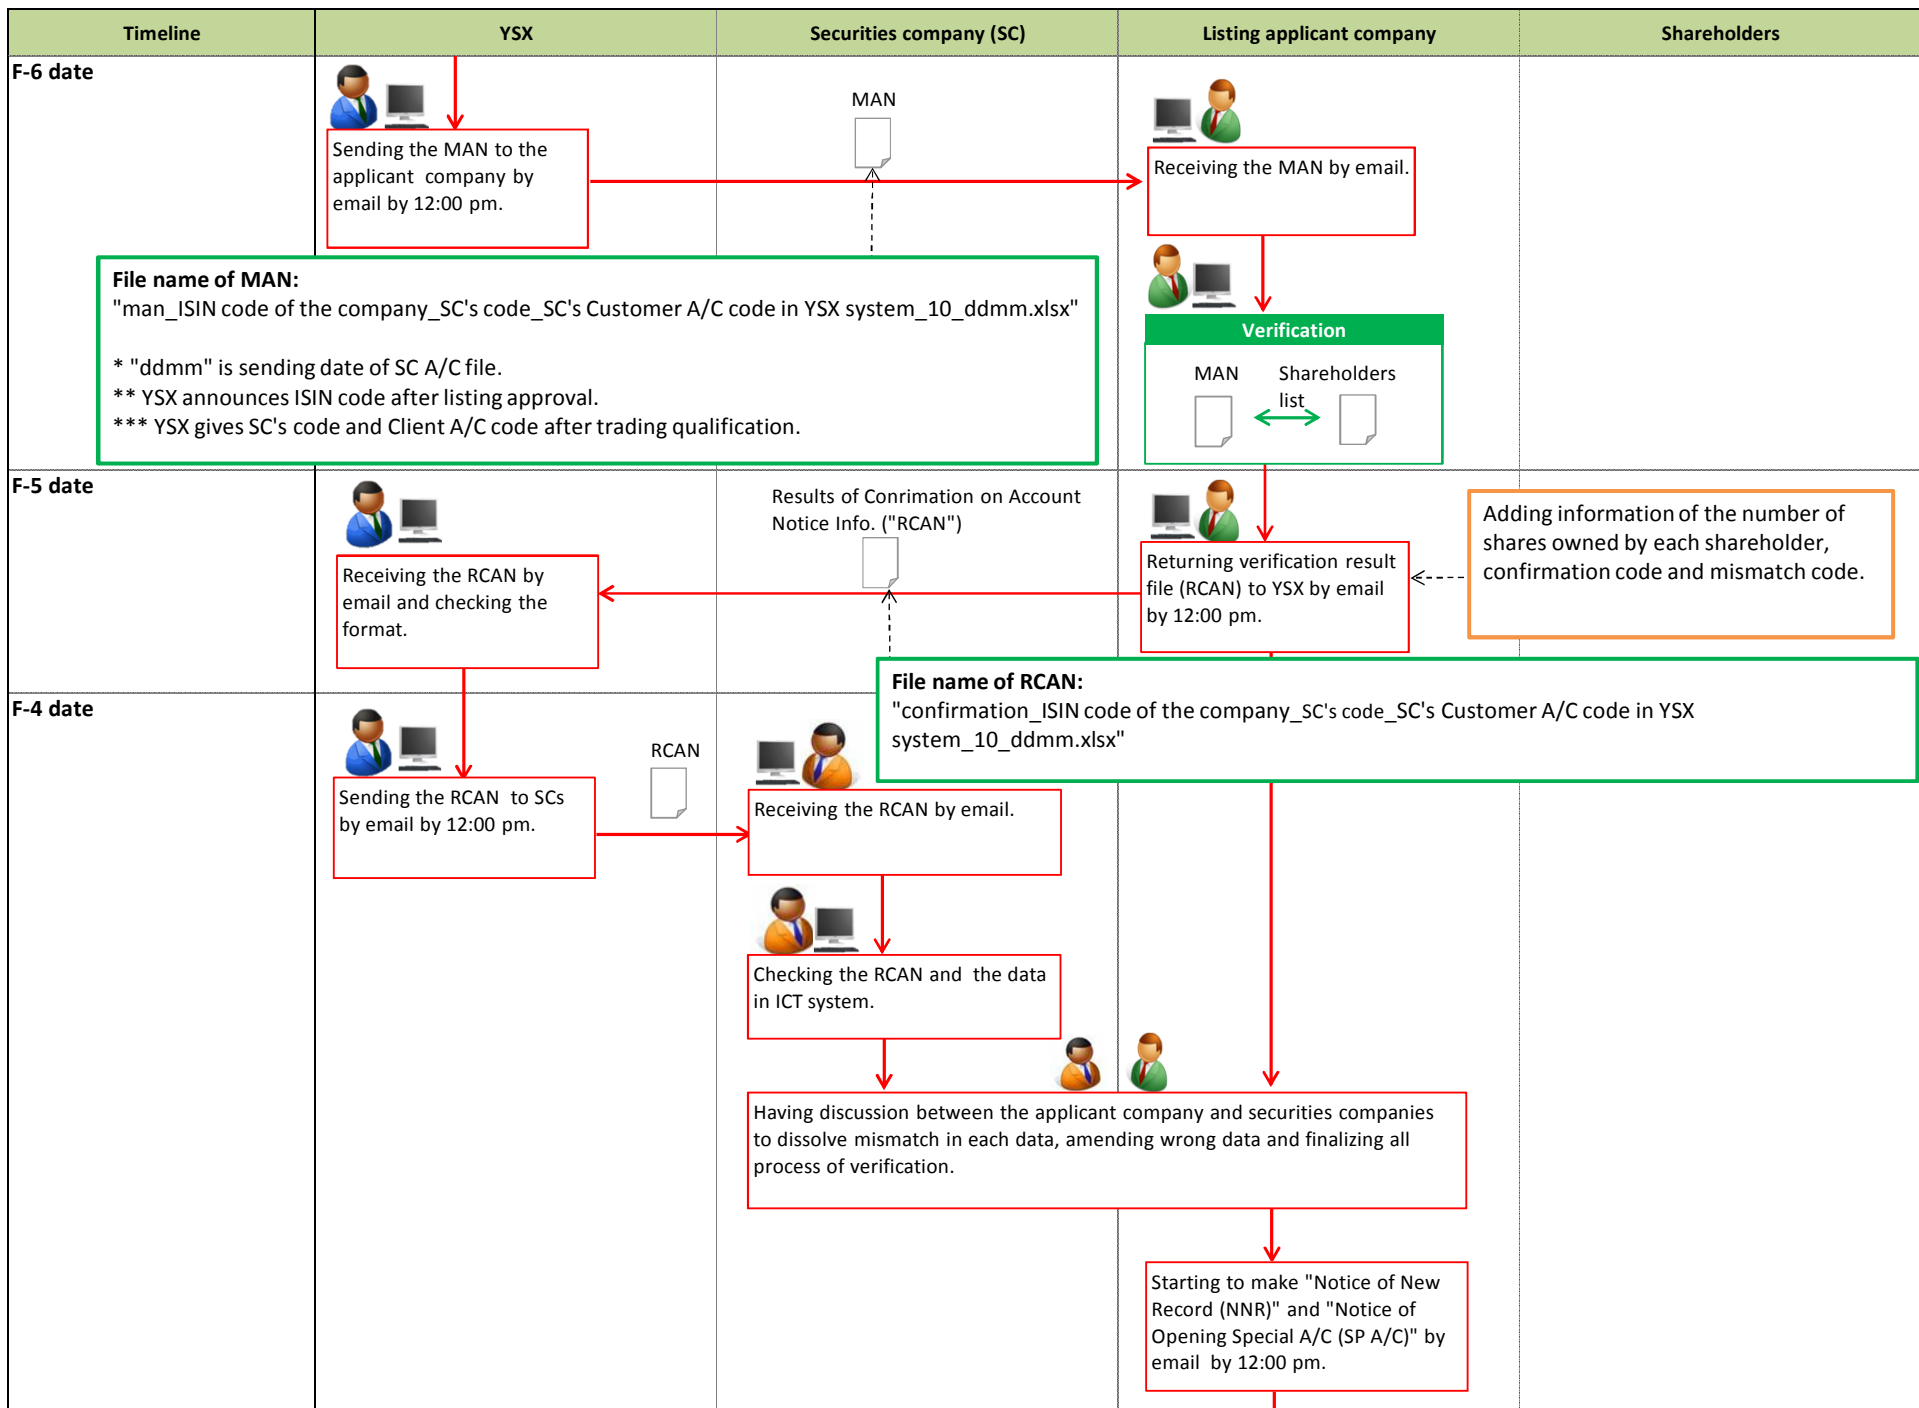 Timeline
YSX
Securities company (SC)
Listing applicant company
Shareholders
F-6 date
Sending the MAN to the
applicant company by
email by 12:00 pm.
MAN
Receiving the MAN by email.
File name of MAN:
"man_ISIN code of the company_SC's code_SC's Customer A/C code in YSX system_10_ddmm.xlsx"
* "ddmm" is sending date of SC A/C file.
** YSX announces ISIN code after listing approval.
*** YSX gives SC's code and Client A/C code after trading qualification.
Verification
MAN
Shareholders
list
F-5 date
Receiving the RCAN by
email and checking the
format.
Results of Conrimation on Account
Notice Info. ("RCAN")
Returning verification result
file (RCAN) to YSX by email
by 12:00 pm.
Adding information of the number of
shares owned by each shareholder,
confirmation code and mismatch code.
File name of RCAN:
"confirmation_ISIN code of the company_SC's code_SC's Customer A/C code in YSX
system_10_ddmm.xlsx"
F-4 date
Sending the RCAN to SCs
by email by 12:00 pm.
RCAN
Receiving the RCAN by email.
Checking the RCAN and the data
in ICT system.
Having discussion between the applicant company and securities companies
to dissolve mismatch in each data, amending wrong data and finalizing all
process of verification.
Starting to make "Notice of New
Record (NNR)" and "Notice of
Opening Special A/C (SP A/C)" by
email by 12:00 pm.